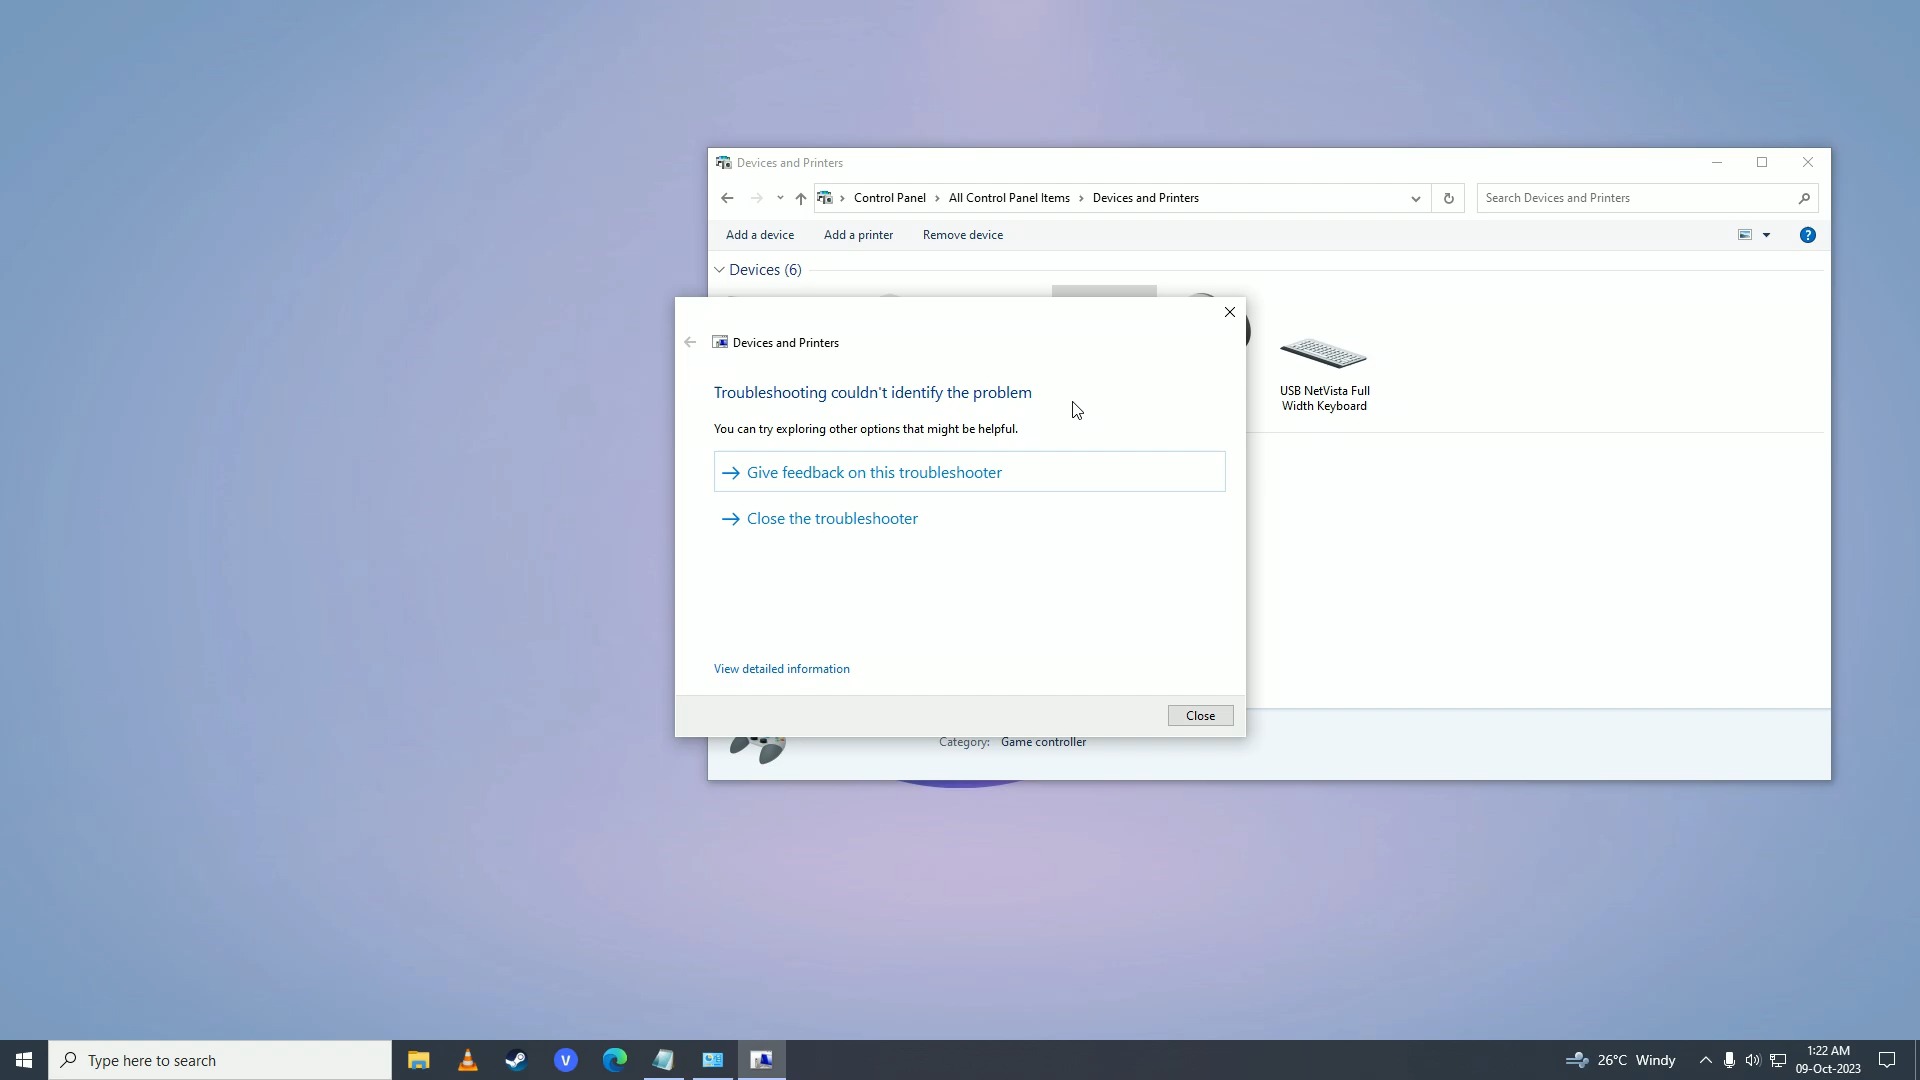 Devices and Printers
Control Panel > All Control Panel Items > Devices and Printers
Search Devices and Printers
Add a device
Add a printer
Remove device
?
Devices (6)
USB NetVista Full
Width Keyboard
Devices and Printers
Troubleshooting couldn't identify the problem
You can try exploring other options that might be helpful.
Give feedback on this troubleshooter
Close the troubleshooter
View detailed information
Close
Category: Game controller
Type here to search
V
26°C Windy
1:22 AM
09-Oct-2023